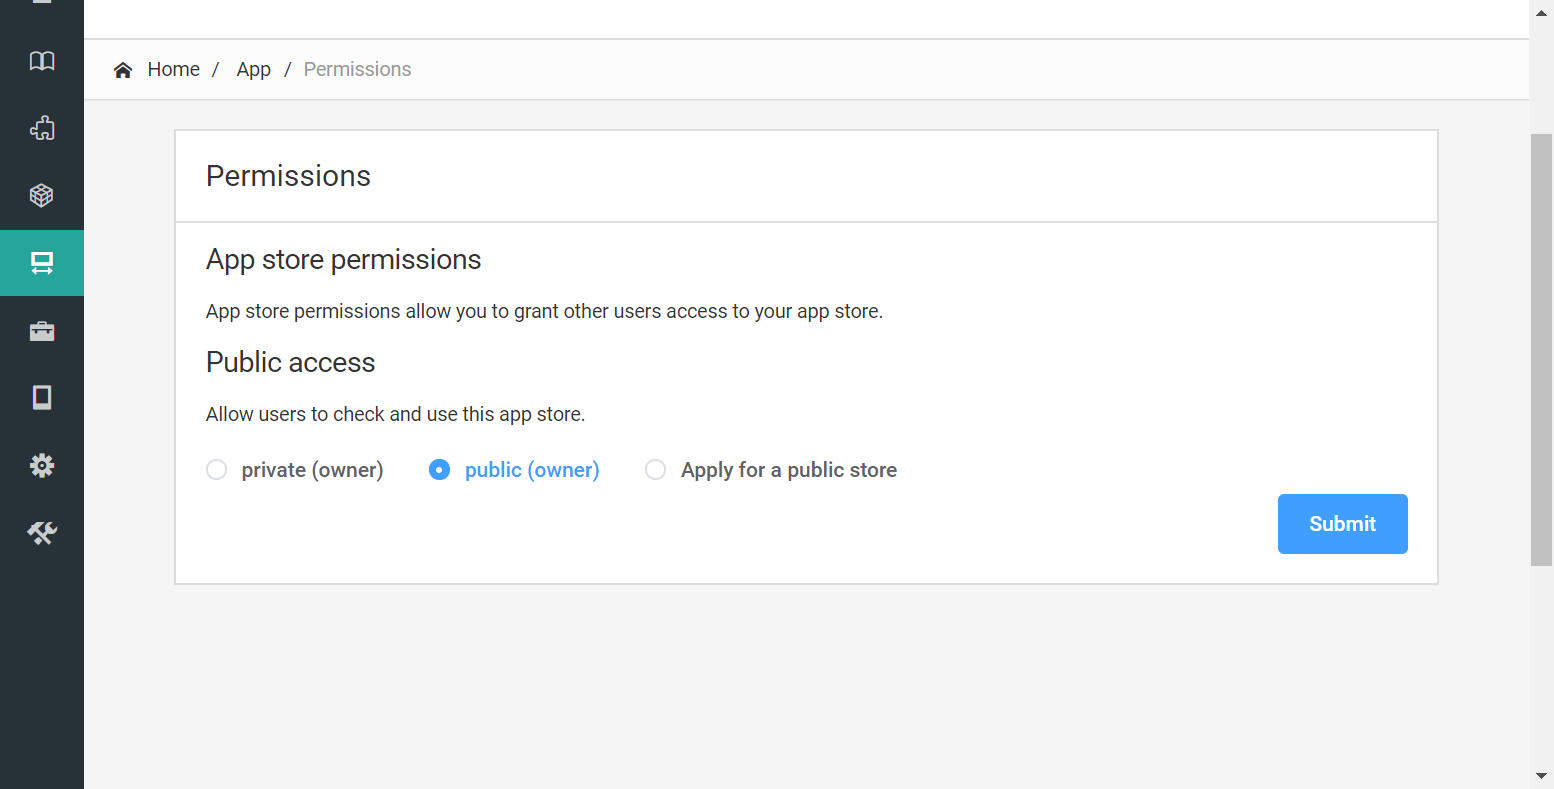 Home / App / Permissions
Permissions
App store permissions
App store permissions allow you to grant other users access to your app store.
Public access
Allow users to check and use this app store.
private (owner) public (owner) Apply for a public store
Submit